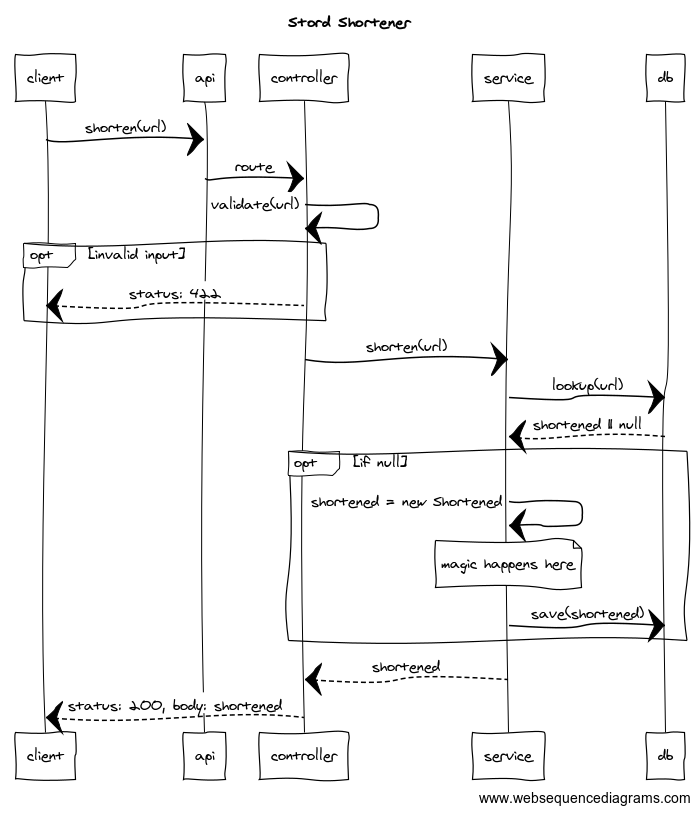 Stord Shortener
client api controller service db
shorten(url)
route
validate(url)
opt [invalid input]
status: 422
shorten(url)
lookup(url)
shortened || null
opt [if null]
shortened = new Shortened
magic happens here
save(shortened)
shortened
status: 200, body: shortened
client api controller service db
www.websequencediagrams.com